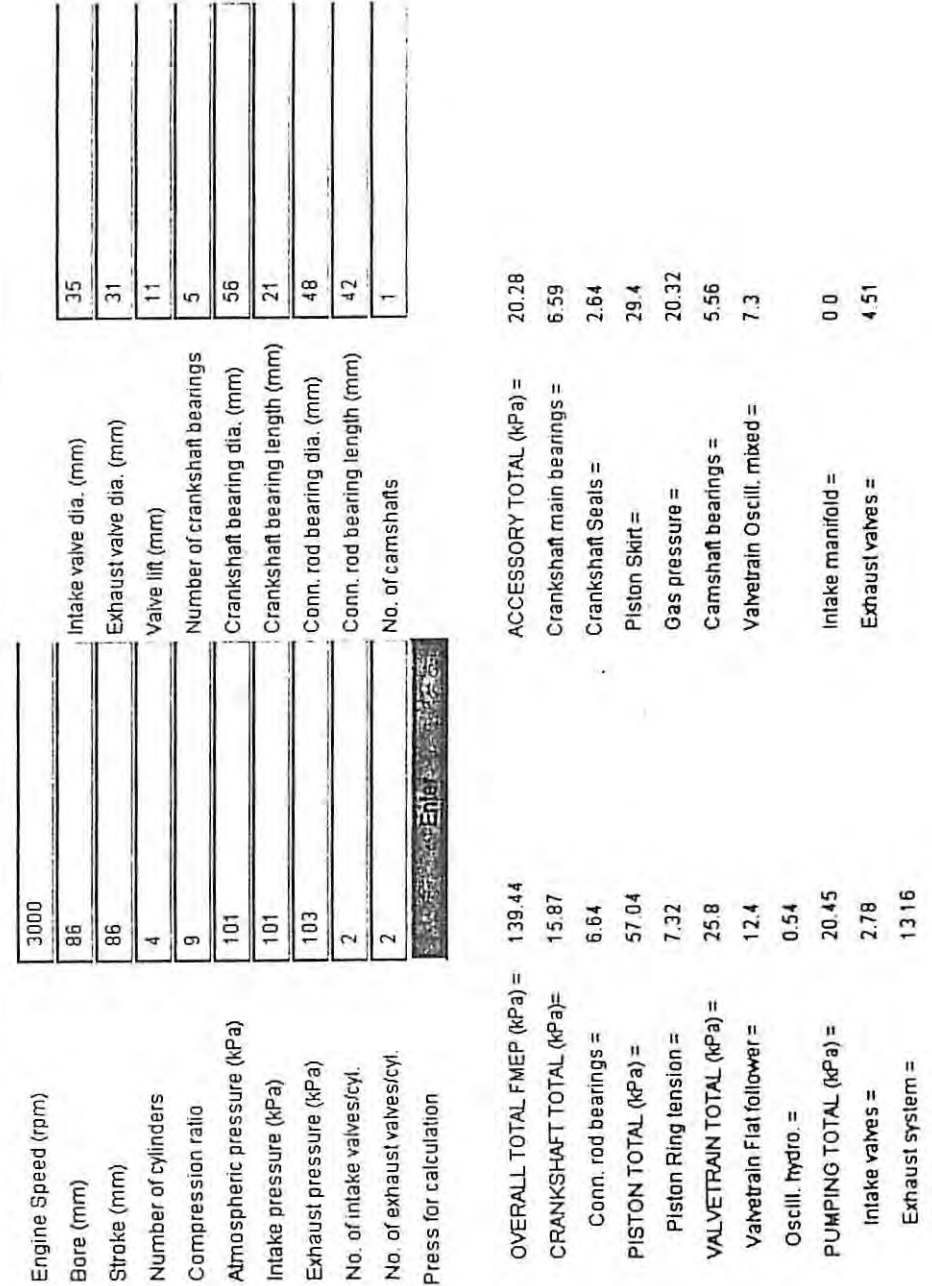 Engine Speed (rpm) 3000
Bore (mm) 86 Intake valve dia. (mm) 35
Stroke (mm) 86 Exhaust valve dia. (mm) 31
Number of cylinders 4 Valve lift (mm) 11
Compression ratio 9 Number of crankshaft bearings 5
Atmospheric pressure (kPa) 101 Crankshaft bearing dia. (mm) 56
Intake pressure (kPa) 101 Crankshaft bearing length (mm) 21
Exhaust pressure (kPa) 103 Conn. rod bearing dia. (mm) 48
No. of intake valves/cyl. 2 Conn. rod bearing length (mm) 42
No. of exhaust valves/cyl. 2 No. of camshafts 1
Press for calculation Enter
OVERALL TOTAL FMEP (kPa) = 139.44 ACCESSORY TOTAL (kPa) = 20.28
CRANKSHAFT TOTAL (kPa)= 15.87 Crankshaft main bearings = 6.59
Conn. rod bearings = 6.64 Crankshaft Seals = 2.64
PISTON TOTAL (kPa) = 57.04 Piston Skirt = 29.4
Piston Ring tension = 7.32 Gas pressure = 20.32
VALVETRAIN TOTAL (kPa) = 25.8 Camshaft bearings = 5.56
Valvetrain Flat follower = 12.4 Valvetrain Oscill. mixed = 7.3
Oscill. hydro. = 0.54
PUMPING TOTAL (kPa) = 20.45 Intake manifold = 0.0
Intake valves = 2.78 Exhaust valves = 4.51
Exhaust system = 13.16